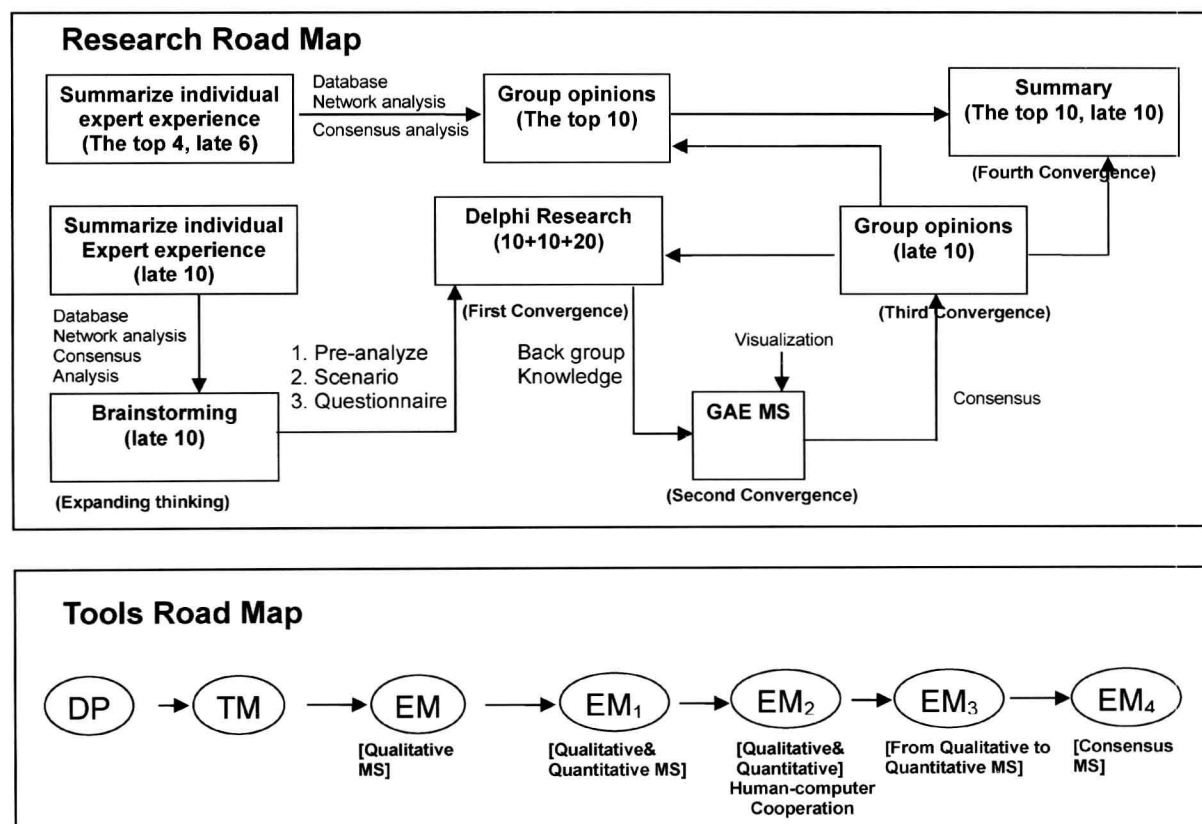 Research Road Map
Summarize individual
expert experience
(The top 4, late 6)
Database
Network analysis
Consensus analysis
Group opinions
(The top 10)
Summary
(The top 10, late 10)
(Fourth Convergence)
Summarize individual
Expert experience
(late 10)
Delphi Research
(10+10+20)
(First Convergence)
Group opinions
(late 10)
(Third Convergence)
Database
Network analysis
Consensus
Analysis
1. Pre-analyze
2. Scenario
3. Questionnaire
Back group
Knowledge
Visualization
Brainstorming
(late 10)
(Expanding thinking)
GAE MS
(Second Convergence)
Consensus
Tools Road Map
DP
TM
EM
[Qualitative
MS]
EM₁
[Qualitative&
Quantitative MS]
EM₂
[Qualitative&
Quantitative]
Human-computer
Cooperation
EM₃
[From Qualitative to
Quantitative MS]
EM₄
[Consensus
MS]